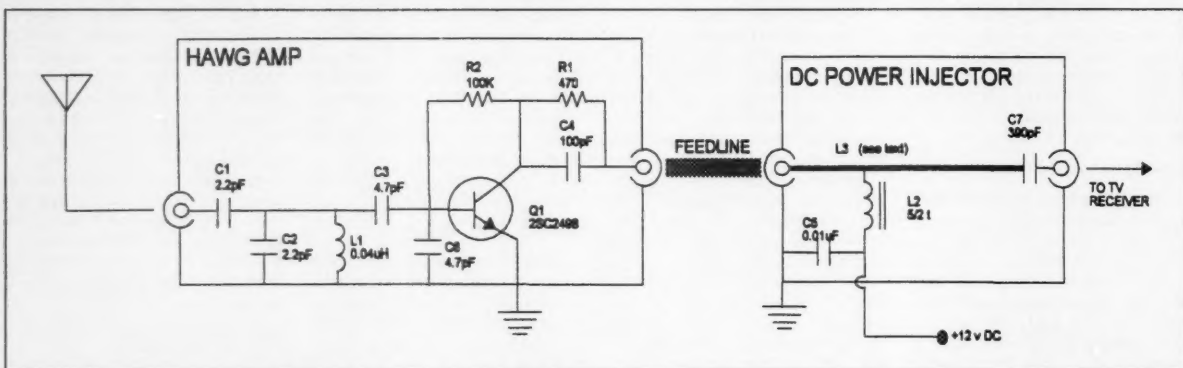 HAWG AMP
R2
100K
R1
470
C4
100pF
C1
2.2pF
C3
4.7pF
Q1
2SC2498
C2
2.2pF
L1
0.04uH
C6
4.7pF
FEEDLINE
DC POWER INJECTOR
C7
390pF
L3 (see text)
TO TV
RECEIVER
L2
5/2 t
C5
0.01uF
+12 v DC